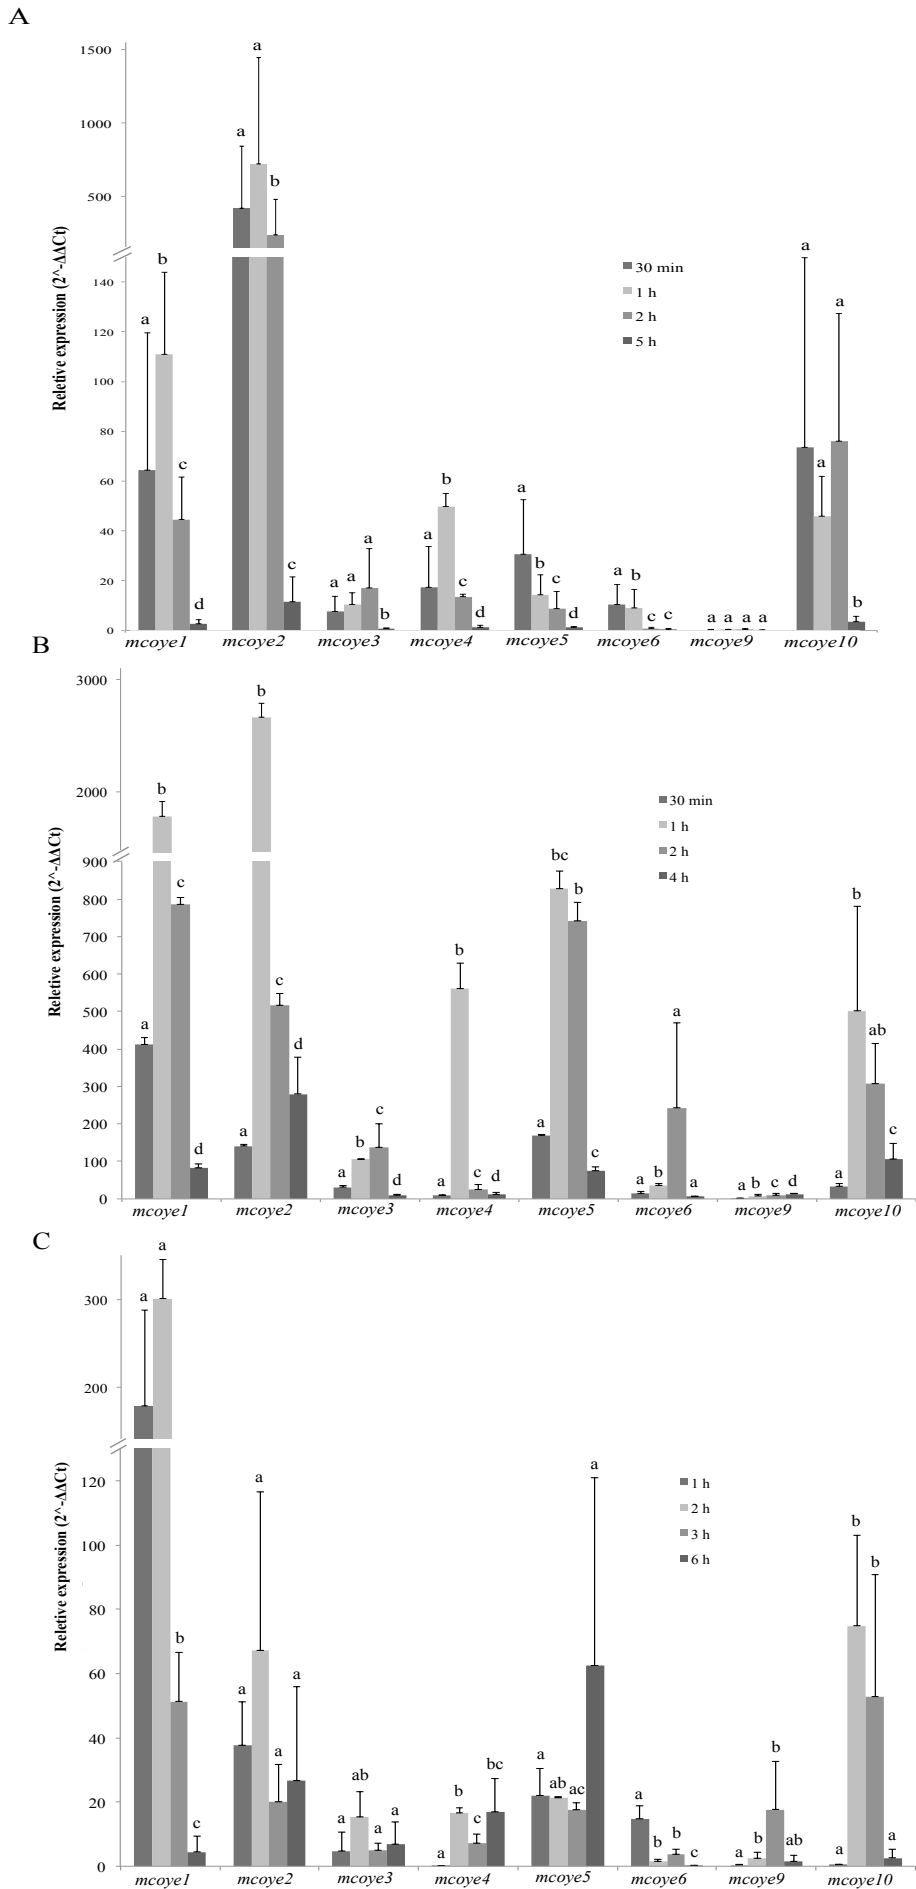 A
Reletive expression (2^-ΔΔCt)
1500
1000
500
140
120
100
80
60
40
20
0
a b c d
a a b c
a a a b
a b c d
a b c d
a b c c
a a a a
a a a b
30 min
1 h
2 h
5 h
mcoye1 mcoye2 mcoye3 mcoye4 mcoye5 mcoye6 mcoye9 mcoye10
B
Reletive expression (2^-ΔΔCt)
3000
2000
900
800
700
600
500
400
300
200
100
0
a b c d
a b c d
a b c d
a b c d
a bc b c
a b a a
a b c d
a b ab c
30 min
1 h
2 h
4 h
mcoye1 mcoye2 mcoye3 mcoye4 mcoye5 mcoye6 mcoye9 mcoye10
C
Reletive expression (2^-ΔΔCt)
300
200
120
100
80
60
40
20
0
a a b c
a a a a
a ab a a
a b c bc
a ab ac a
a b b c
a b b ab
a b b a
1 h
2 h
3 h
6 h
mcoye1 mcoye2 mcoye3 mcoye4 mcoye5 mcoye6 mcoye9 mcoye10